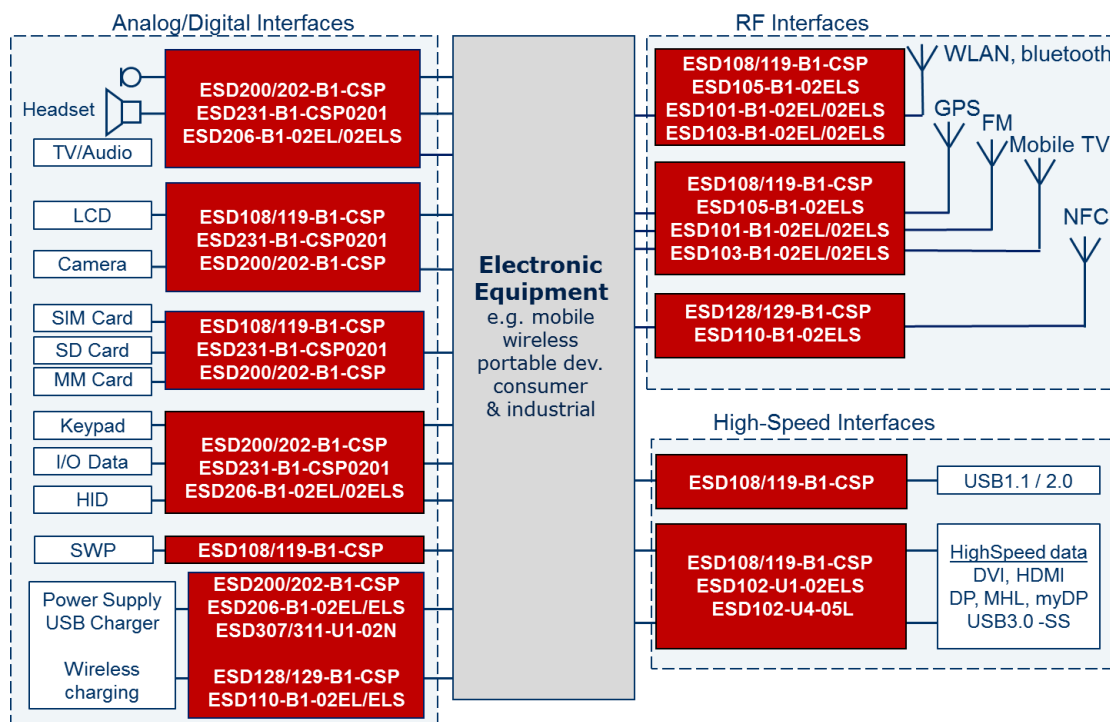 Analog/Digital Interfaces
Headset
TV/Audio
ESD200/202-B1-CSP
ESD231-B1-CSP0201
ESD206-B1-02EL/02ELS
LCD
Camera
ESD108/119-B1-CSP
ESD231-B1-CSP0201
ESD200/202-B1-CSP
SIM Card
SD Card
MM Card
ESD108/119-B1-CSP
ESD231-B1-CSP0201
ESD200/202-B1-CSP
Keypad
I/O Data
HID
ESD200/202-B1-CSP
ESD231-B1-CSP0201
ESD206-B1-02EL/02ELS
SWP
ESD108/119-B1-CSP
Power Supply
USB Charger
Wireless
charging
ESD200/202-B1-CSP
ESD206-B1-02EL/ELS
ESD307/311-U1-02N
ESD128/129-B1-CSP
ESD110-B1-02EL/ELS
Electronic
Equipment
e.g. mobile
wireless
portable dev.
consumer
& industrial
RF Interfaces
ESD108/119-B1-CSP
ESD105-B1-02ELS
ESD101-B1-02EL/02ELS
ESD103-B1-02EL/02ELS
WLAN, bluetooth
GPS
FM
Mobile TV
ESD108/119-B1-CSP
ESD105-B1-02ELS
ESD101-B1-02EL/02ELS
ESD103-B1-02EL/02ELS
NFC
ESD128/129-B1-CSP
ESD110-B1-02ELS
High-Speed Interfaces
ESD108/119-B1-CSP
USB1.1 / 2.0
ESD108/119-B1-CSP
ESD102-U1-02ELS
ESD102-U4-05L
HighSpeed data
DVI, HDMI
DP, MHL, myDP
USB3.0 -SS